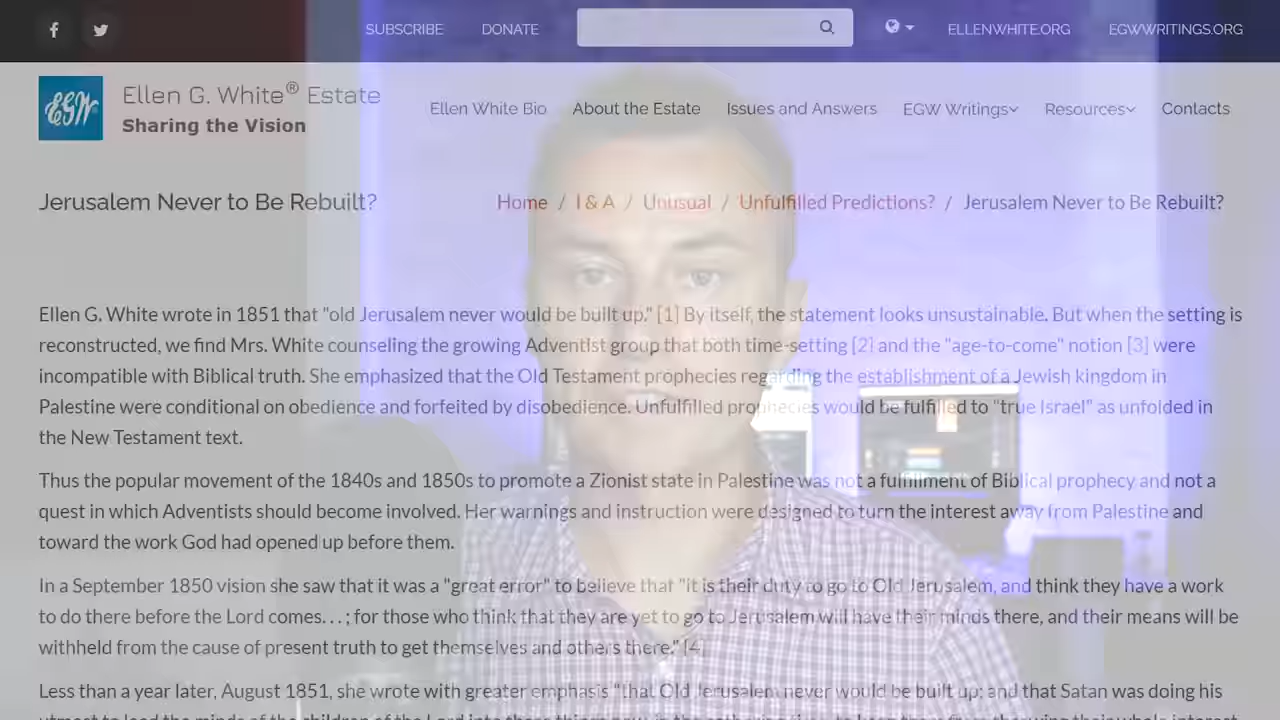 SUBSCRIBE DONATE ELLENWHITE.ORG EGWWRITINGS.ORG
EGW
Ellen G. White® Estate
Sharing the Vision
Ellen White Bio About the Estate Issues and Answers EGW Writings Resources Contacts
Jerusalem Never to Be Rebuilt? Home / I & A / Unusual / Unfulfilled Predictions? / Jerusalem Never to Be Rebuilt?
Ellen G. White wrote in 1851 that "old Jerusalem never would be built up." [1] By itself, the statement looks unsustainable. But when the setting is
reconstructed, we find Mrs. White counseling the growing Adventist group that both time-setting [2] and the "age-to-come" notion [3] were
incompatible with Biblical truth. She emphasized that the Old Testament prophecies regarding the establishment of a Jewish kingdom in
Palestine were conditional on obedience and forfeited by disobedience. Unfulfilled prophecies would be fulfilled to "true Israel" as unfolded in
the New Testament text.
Thus the popular movement of the 1840s and 1850s to promote a Zionist state in Palestine was not a fulfillment of Biblical prophecy and not a
quest in which Adventists should become involved. Her warnings and instruction were designed to turn the interest away from Palestine and
toward the work God had opened up before them.
In a September 1850 vision she saw that it was a "great error" to believe that "it is their duty to go to Old Jerusalem, and think they have a work
to do there before the Lord comes. . . ; for those who think that they are yet to go to Jerusalem will have their minds there, and their means will be
withheld from the cause of present truth to get themselves and others there." [4]
Less than a year later, August 1851, she wrote with greater emphasis "that Old Jerusalem never would be built up; and that Satan was doing his